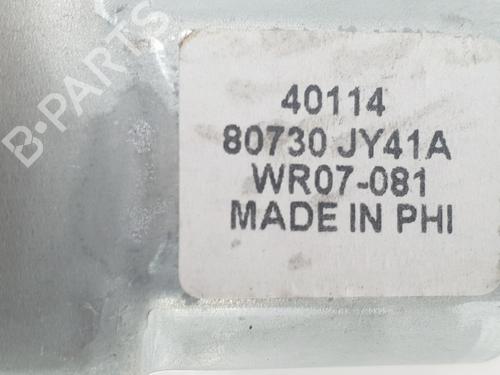 40114
80730 JY41A
WR07-081
MADE IN PHI
B-PARTS